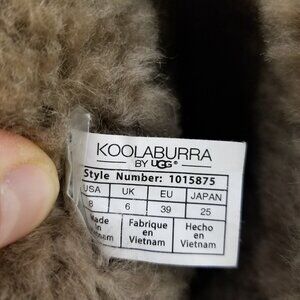 KOOLABURRA
BY UGG®
Style Number: 1015875
USA UK EU JAPAN
8 6 39 25
Made in Vietnam
Fabrique en Vietnam
Hecho en Vietnam